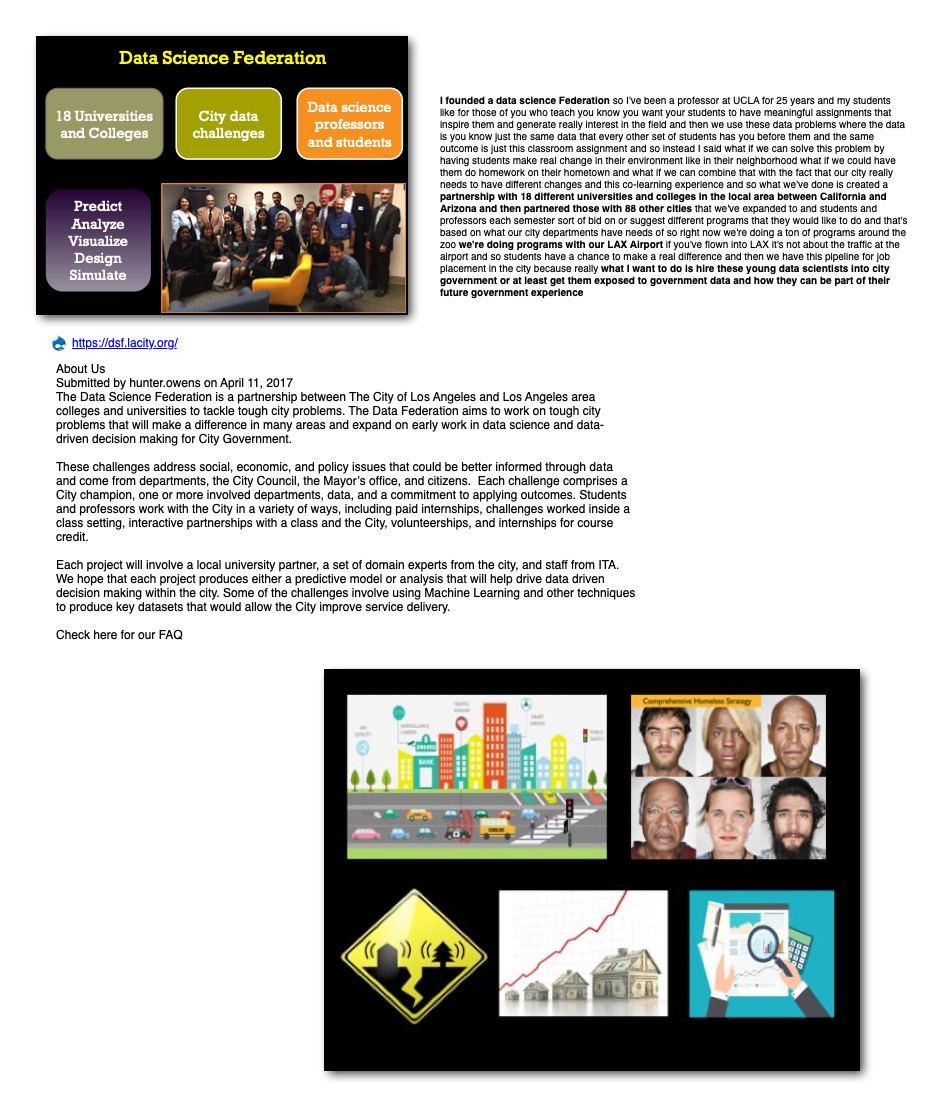 Data Science Federation
18 Universities
and Colleges
City data
challenges
Data science
professors
and students
Predict
Analyze
Visualize
Design
Simulate
I founded a data science Federation so I've been a professor at UCLA for 25 years and my students
like for those of you who teach you know you want your students to have meaningful assignments that
inspire them and generate really interest in the field and then we use these data problems where the data
is you know just the same data that every other set of students has you before them and the same
outcome is just this classroom assignment and so instead I said what if we can solve this problem by
having students make real change in their environment like in their neighborhood what if we could have
them do homework on their hometown and what if we can combine that with the fact that our city really
needs to have different changes and this co-learning experience and so what we've done is created a
partnership with 18 different universities and colleges in the local area between California and
Arizona and then partnered those with 88 other cities that we've expanded to and students and
professors each semester sort of bid on or suggest different programs that they would like to do and that's
based on what our city departments have needs of so right now we're doing a ton of programs around the
zoo we're doing programs with our LAX Airport if you've flown into LAX it's not about the traffic at the
airport and so students have a chance to make a real difference and then we have this pipeline for job
placement in the city because really what I want to do is hire these young data scientists into city
government or at least get them exposed to government data and how they can be part of their
future government experience
https://dsf.lacity.org/
About Us
Submitted by hunter.owens on April 11, 2017
The Data Science Federation is a partnership between The City of Los Angeles and Los Angeles area
colleges and universities to tackle tough city problems. The Data Federation aims to work on tough city
problems that will make a difference in many areas and expand on early work in data science and data-
driven decision making for City Government.
These challenges address social, economic, and policy issues that could be better informed through data
and come from departments, the City Council, the Mayor's office, and citizens.  Each challenge comprises a
City champion, one or more involved departments, data, and a commitment to applying outcomes. Students
and professors work with the City in a variety of ways, including paid internships, challenges worked inside a
class setting, interactive partnerships with a class and the City, volunteerships, and internships for course
credit.
Each project will involve a local university partner, a set of domain experts from the city, and staff from ITA.
We hope that each project produces either a predictive model or analysis that will help drive data driven
decision making within the city. Some of the challenges involve using Machine Learning and other techniques
to produce key datasets that would allow the City improve service delivery.
Check here for our FAQ
TRAFFIC
SENSOR
SURVEILLANCE
CAMERA
SMART
ENERGY
AIR
QUALITY
PUBLIC
SAFETY
BANK
Comprehensive Homeless Strategy